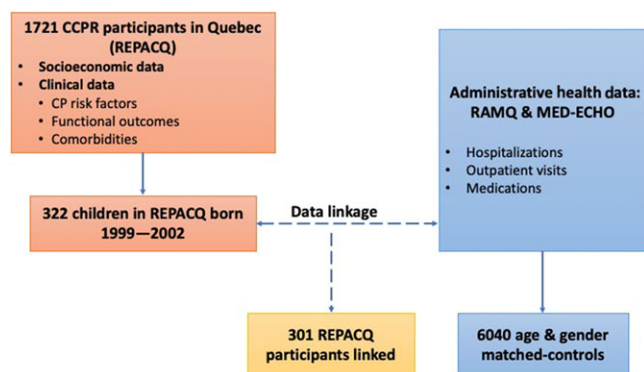 1721 CCPR participants in Quebec
(REPACQ)
• Socioeconomic data
• Clinical data
• CP risk factors
• Functional outcomes
• Comorbidities
Administrative health data:
RAMQ & MED-ECHO
• Hospitalizations
• Outpatient visits
• Medications
322 children in REPACQ born
1999—2002
Data linkage
301 REPACQ
participants linked
6040 age & gender
matched-controls